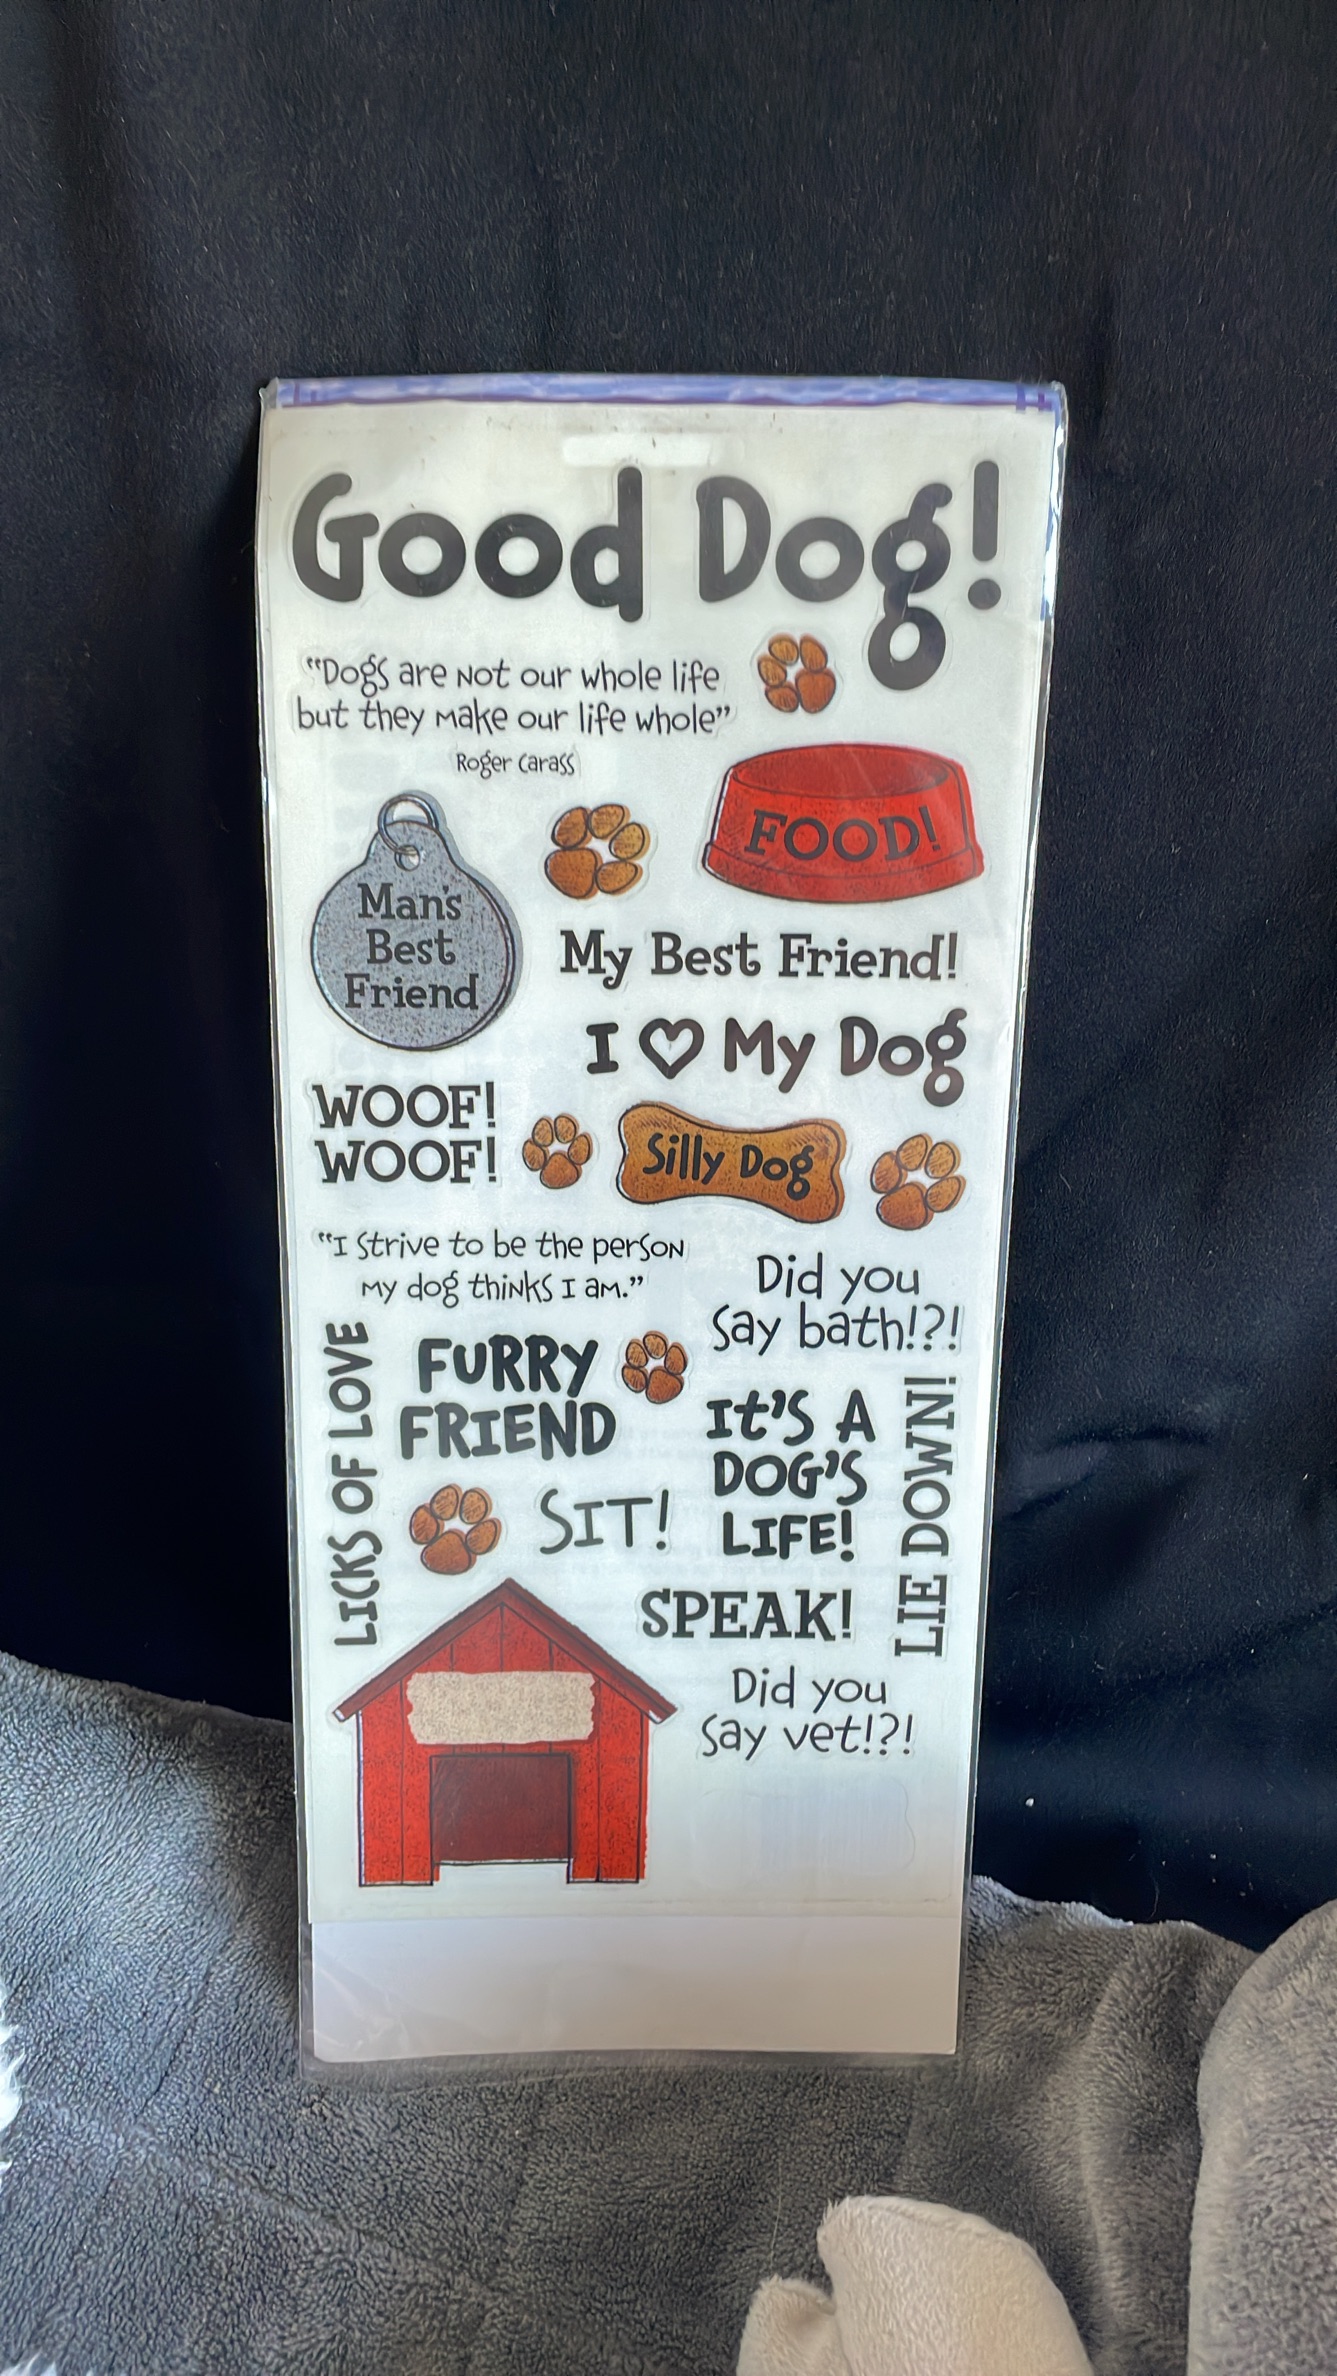 Good Dog!
"Dogs are not our whole life
but they make our life whole"
Roger Carass
FOOD!
Man's
Best
Friend
My Best Friend!
I ♡ My Dog
WOOF!
WOOF!
Silly Dog
"I strive to be the person
my dog thinks I am."
Did you
say bath!?!
LICKS OF LOVE
FURRY
FRIEND
IT'S A
DOG'S
LIFE!
LIE DOWN!
SIT!
SPEAK!
Did you
say vet!?!